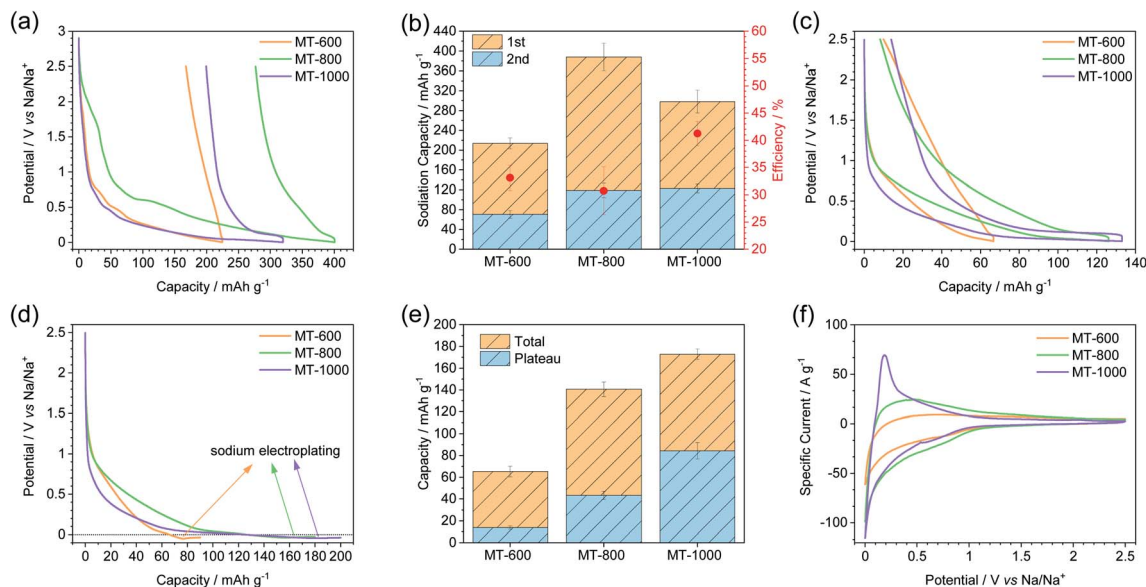 (a)
MT-600
MT-800
MT-1000
Potential / V vs Na/Na⁺
3
2.5
2
1.5
1
0.5
0
0 50 100 150 200 250 300 350 400
Capacity / mAh g⁻¹
(b)
1st
2nd
Sodiation Capacity / mAh g⁻¹
440
400
360
320
280
240
200
160
120
80
40
0
60
55
50
45
40
35
30
25
20
Efficiency / %
MT-600 MT-800 MT-1000
(c)
MT-600
MT-800
MT-1000
Potential / V vs Na/Na⁺
2.5
2
1.5
1
0.5
0
0 20 40 60 80 100 120 140
Capacity / mAh g⁻¹
(d)
MT-600
MT-800
MT-1000
Potential / V vs Na/Na⁺
2.5
2
1.5
1
0.5
0
sodium electroplating
0 20 40 60 80 100 120 140 160 180 200
Capacity / mAh g⁻¹
(e)
Total
Plateau
Capacity / mAh g⁻¹
200
180
160
140
120
100
80
60
40
20
0
MT-600 MT-800 MT-1000
(f)
MT-600
MT-800
MT-1000
Specific Current / A g⁻¹
100
50
0
-50
-100
0.0 0.5 1.0 1.5 2.0 2.5
Potential / V vs Na/Na⁺